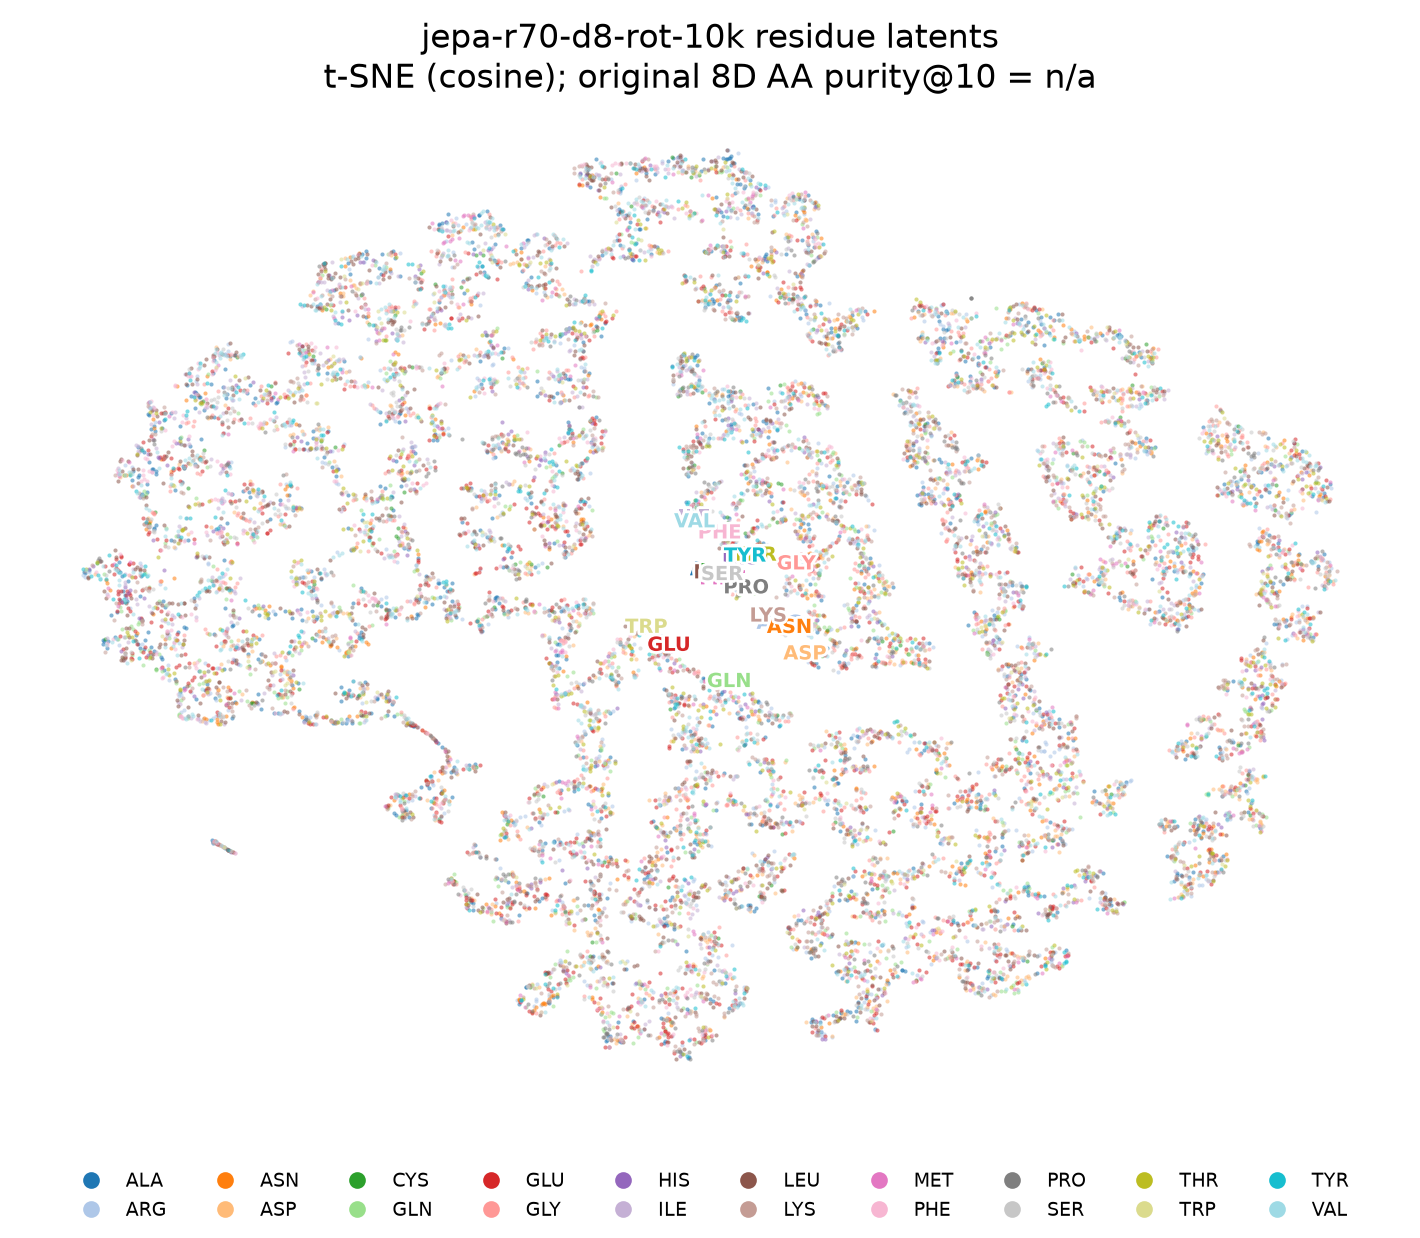 jepa-r70-d8-rot-10k residue latents
t-SNE (cosine); original 8D AA purity@10 = n/a
VAL
PHE
TYR
GLY
SER
PRO
LYS
ASN
TRP
GLU
ASP
GLN
ALA ASN CYS GLU HIS LEU MET PRO THR TYR
ARG ASP GLN GLY ILE LYS PHE SER TRP VAL